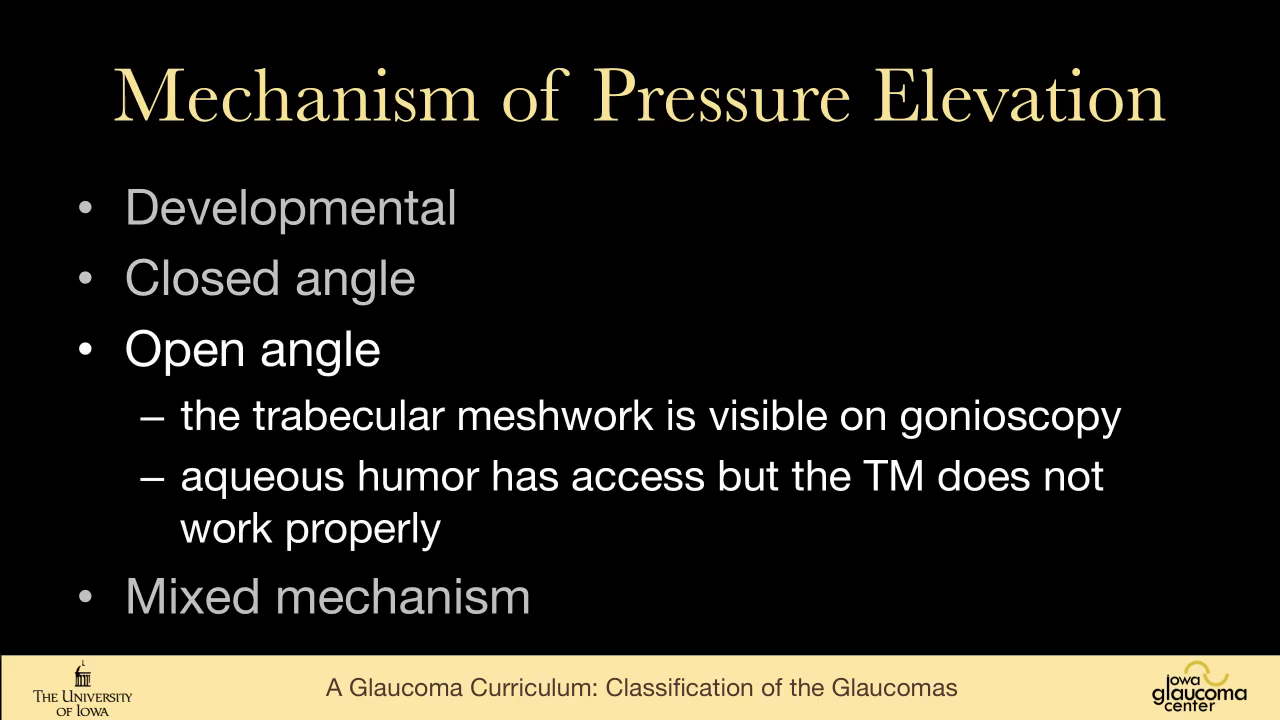 Mechanism of Pressure Elevation
• Developmental
• Closed angle
• Open angle
– the trabecular meshwork is visible on gonioscopy
– aqueous humor has access but the TM does not
work properly
• Mixed mechanism
THE UNIVERSITY
OF IOWA
A Glaucoma Curriculum: Classification of the Glaucomas
iowa
glaucoma
center